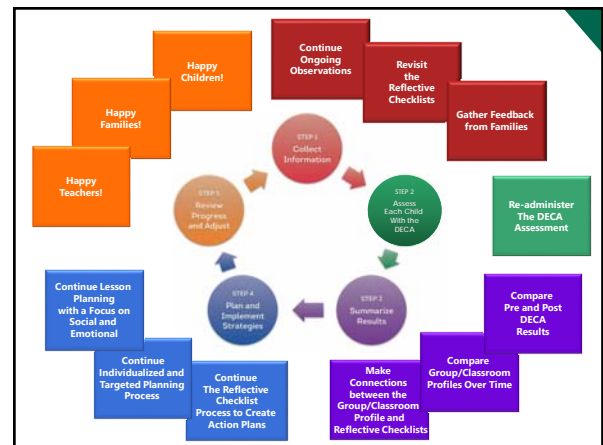 Continue
Ongoing
Observations
Revisit
the
Reflective
Checklists
Gather Feedback
from Families
Happy
Children!
Happy
Families!
Happy
Teachers!
STEP 1
Collect
Information
STEP 2
Assess
Each Child
With the
DECA
STEP 3
Summarize
Results
STEP 4
Plan and
Implement
Strategies
STEP 5
Review
Progress
and Adjust
Re-administer
The DECA
Assessment
Compare
Pre and Post
DECA
Results
Compare
Group/Classroom
Profiles Over Time
Make
Connections
between the
Group/Classroom
Profile and
Reflective Checklists
Continue Lesson
Planning
with a Focus on
Social and
Emotional
Continue
Individualized and
Targeted Planning
Process
Continue
The Reflective
Checklist
Process to Create
Action Plans